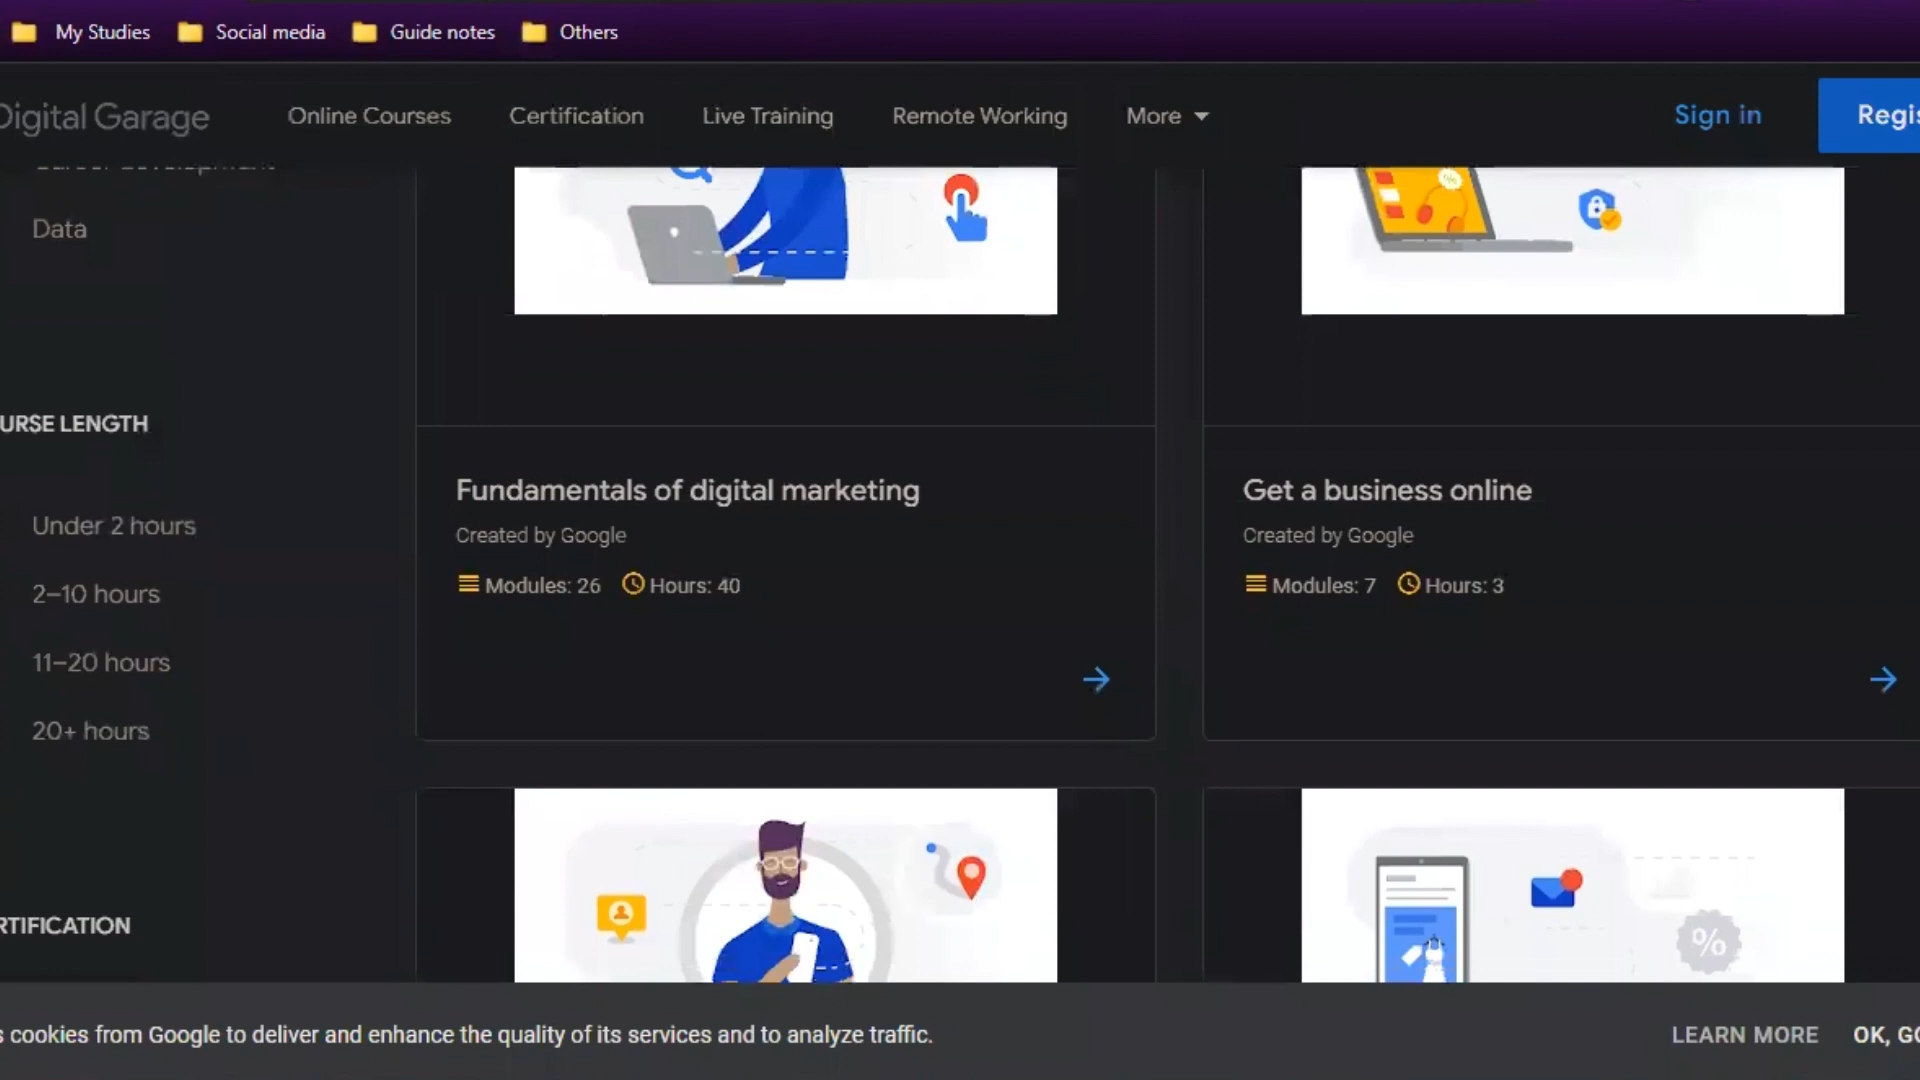 My Studies Social media Guide notes Others
Digital Garage Online Courses Certification Live Training Remote Working More Sign in Regis
Data
URSE LENGTH
Under 2 hours
2–10 hours
11–20 hours
20+ hours
RTIFICATION
Fundamentals of digital marketing
Created by Google
Modules: 26 Hours: 40
Get a business online
Created by Google
Modules: 7 Hours: 3
%
s cookies from Google to deliver and enhance the quality of its services and to analyze traffic.
LEARN MORE OK, GO